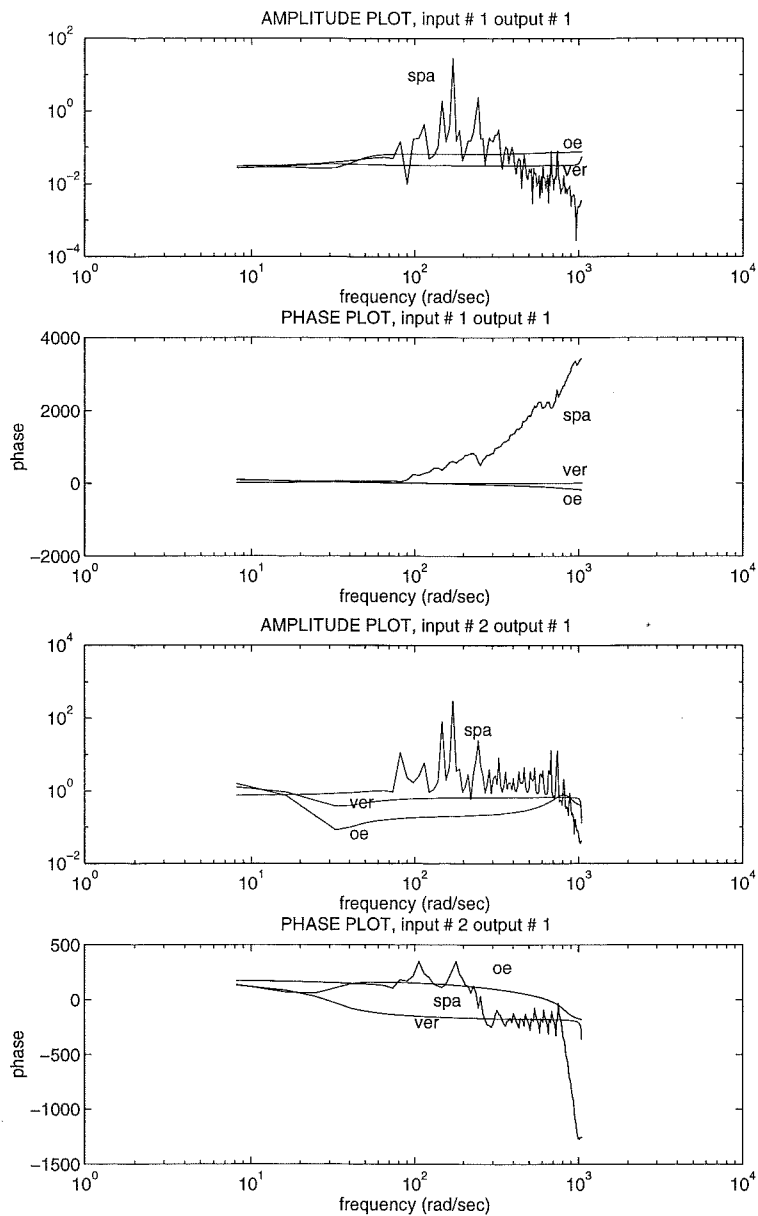 AMPLITUDE PLOT, input # 1 output # 1
10^2
10^0
10^-2
10^-4
spa
oe
ver
10^0
10^1
10^2
10^3
10^4
frequency (rad/sec)
PHASE PLOT, input # 1 output # 1
4000
2000
0
-2000
phase
spa
ver
oe
10^0
10^1
10^2
10^3
10^4
frequency (rad/sec)
AMPLITUDE PLOT, input # 2 output # 1
10^4
10^2
10^0
10^-2
spa
ver
oe
10^0
10^1
10^2
10^3
10^4
frequency (rad/sec)
PHASE PLOT, input # 2 output # 1
500
0
-500
-1000
-1500
phase
oe
spa
ver
10^0
10^1
10^2
10^3
10^4
frequency (rad/sec)